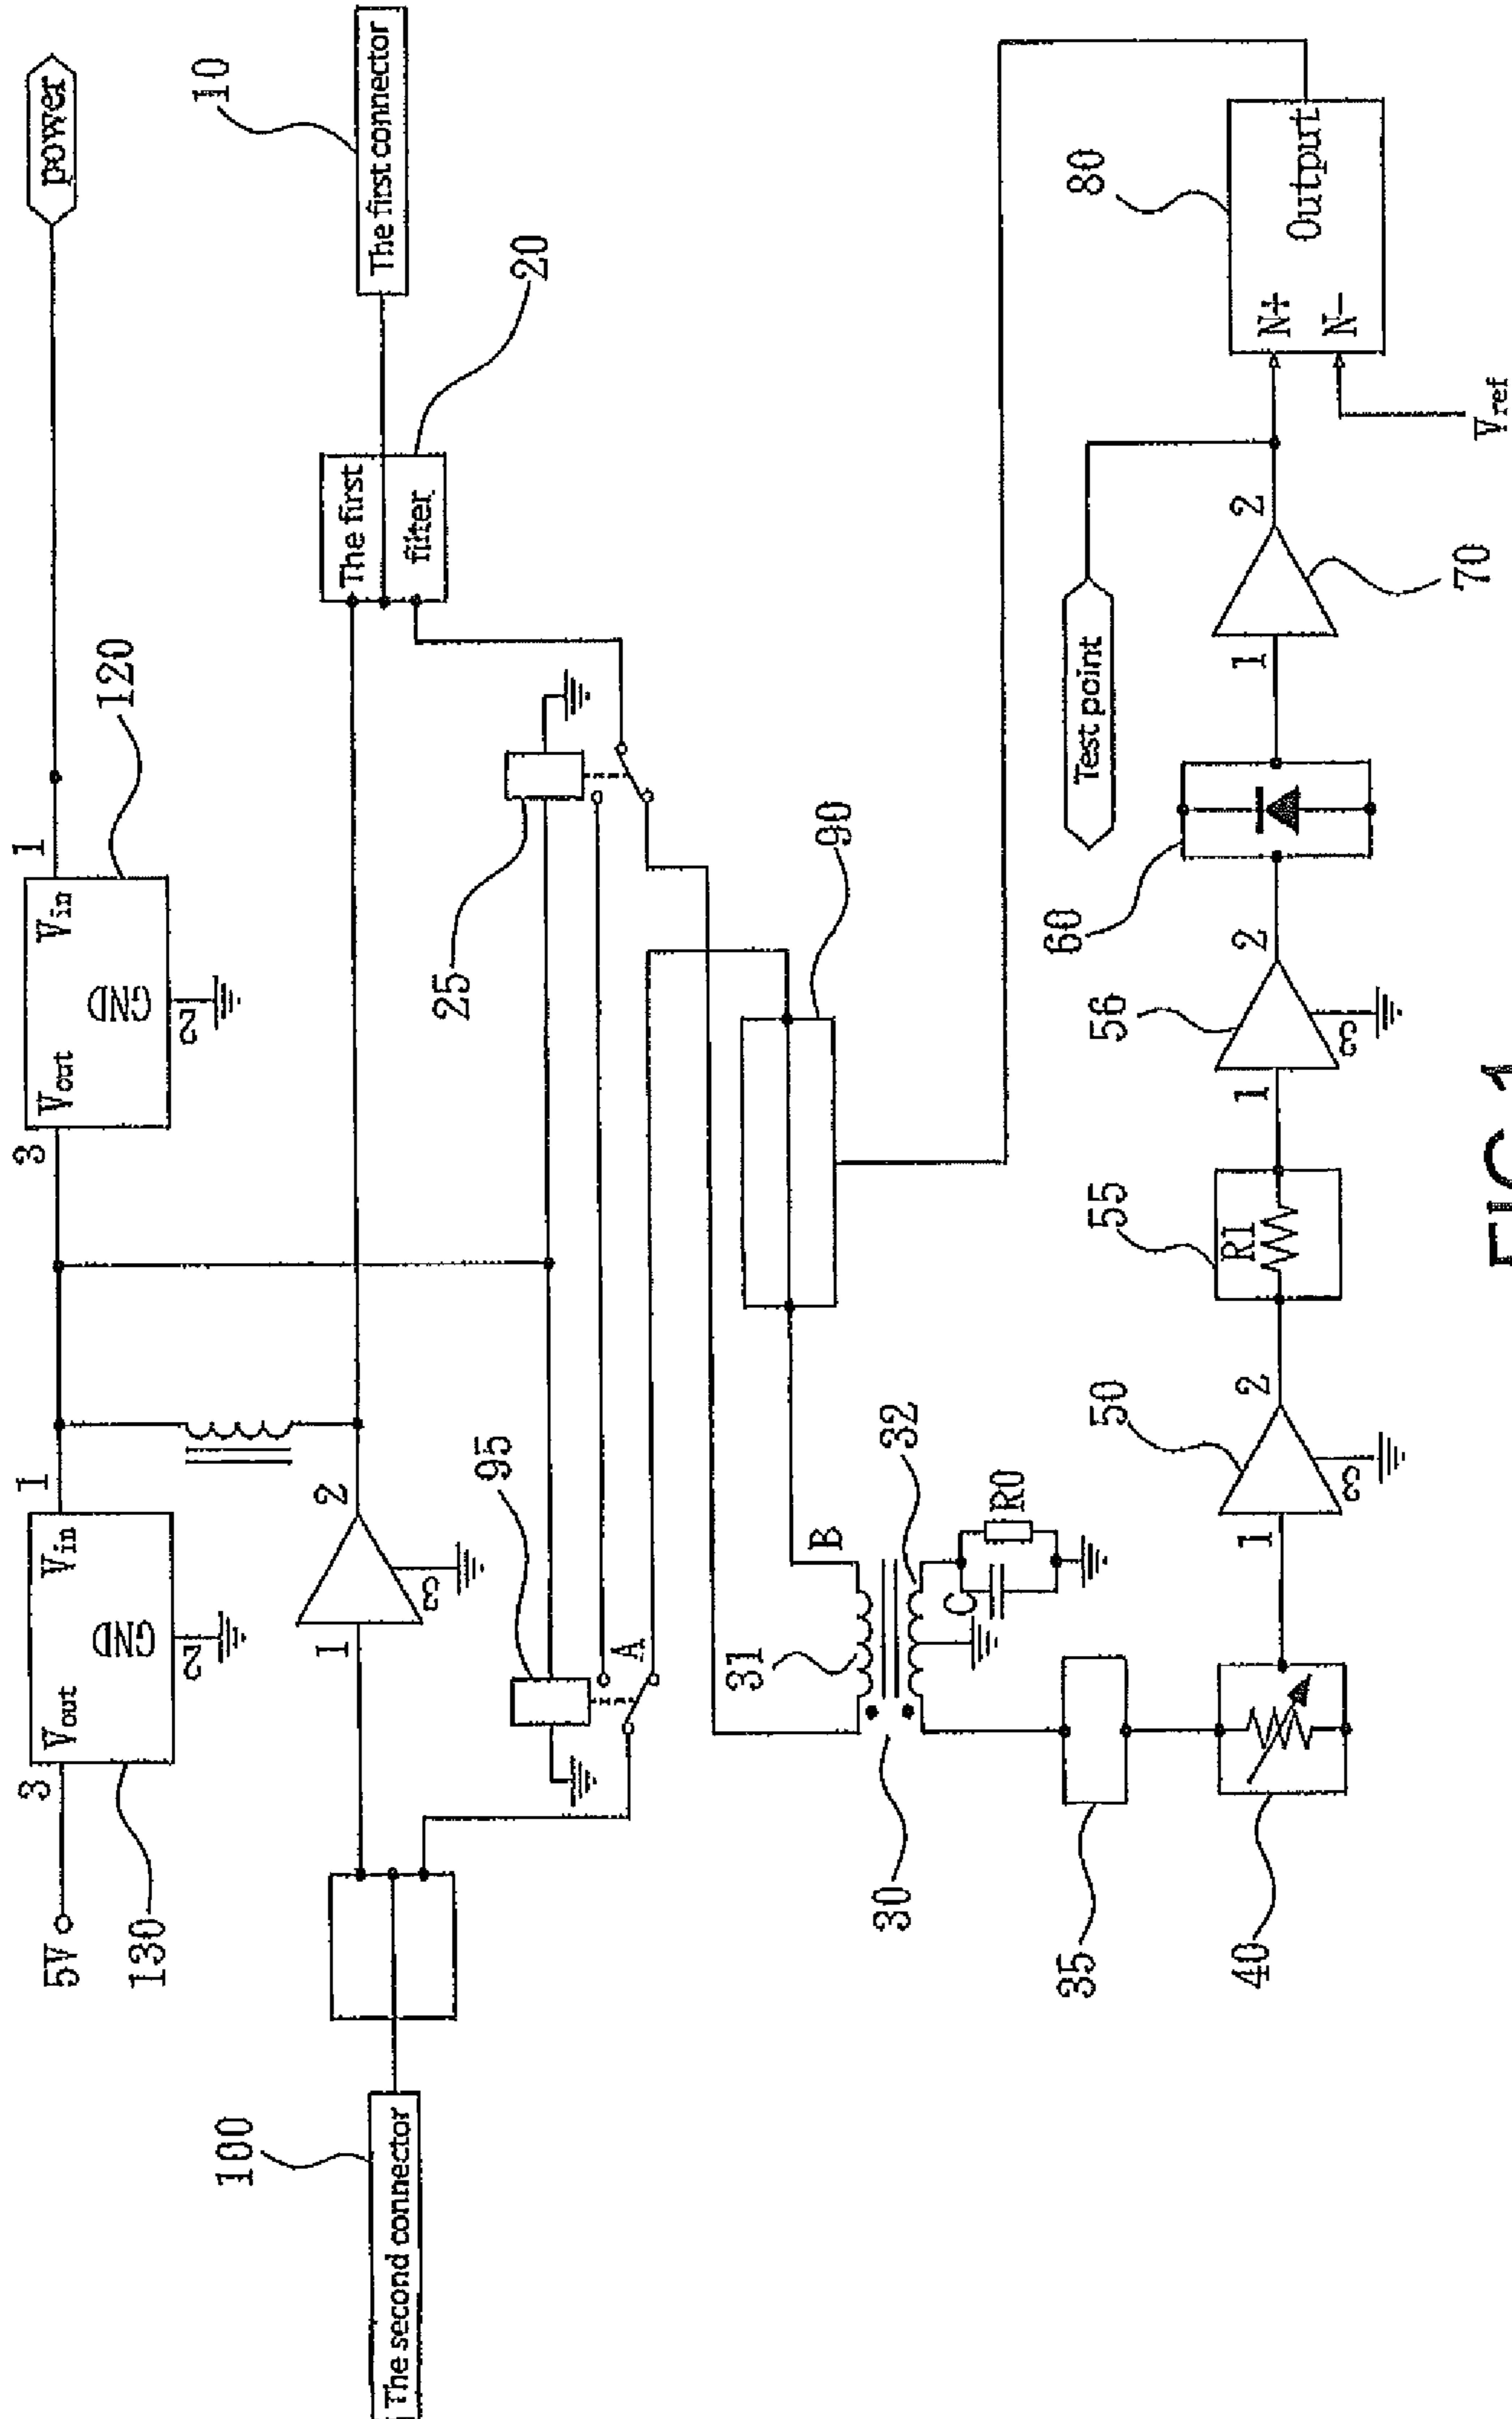 power
10
The first connector
120
1
Vin
GND
2
Vout
3
20
The first
filter
25
1
Vin
GND
2
Vout
3
5V
130
2
3
1
95
A
90
100
The second connector
B
31
32
30
C
R0
35
40
80
Output
N+
N-
Vref
Test point
2
70
1
60
2
56
3
1
55
R1
2
50
3
1
FIG 1